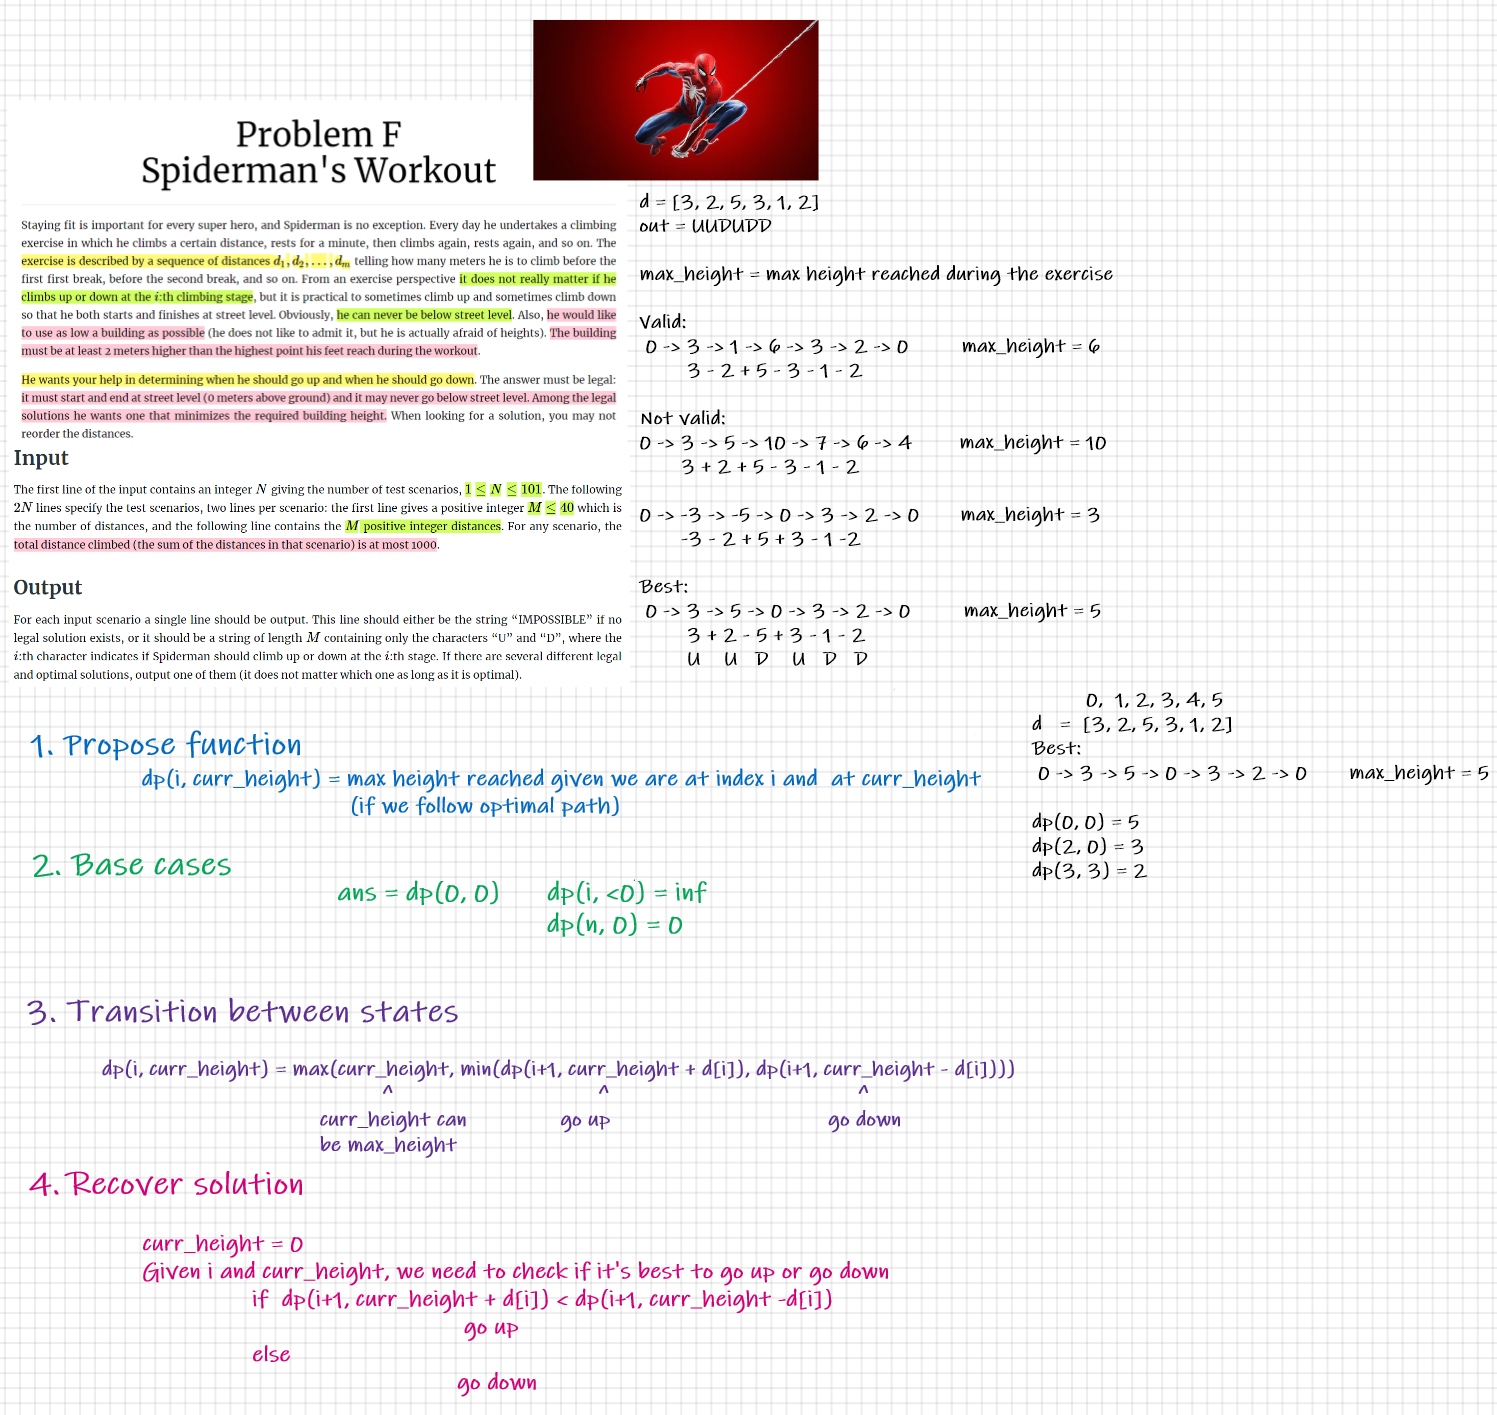 Problem F
Spiderman's Workout
Staying fit is important for every super hero, and Spiderman is no exception. Every day he undertakes a climbing
exercise in which he climbs a certain distance, rests for a minute, then climbs again, rests again, and so on. The
exercise is described by a sequence of distances d₁, d₂, . . . , dₘ telling how many meters he is to climb before the
first first break, before the second break, and so on. From an exercise perspective it does not really matter if he
climbs up or down at the i:th climbing stage, but it is practical to sometimes climb up and sometimes climb down
so that he both starts and finishes at street level. Obviously, he can never be below street level. Also, he would like
to use as low a building as possible (he does not like to admit it, but he is actually afraid of heights). The building
must be at least 2 meters higher than the highest point his feet reach during the workout.
He wants your help in determining when he should go up and when he should go down. The answer must be legal:
it must start and end at street level (0 meters above ground) and it may never go below street level. Among the legal
solutions he wants one that minimizes the required building height. When looking for a solution, you may not
reorder the distances.
Input
The first line of the input contains an integer N giving the number of test scenarios, 1 ≤ N ≤ 101. The following
2N lines specify the test scenarios, two lines per scenario: the first line gives a positive integer M ≤ 40 which is
the number of distances, and the following line contains the M positive integer distances. For any scenario, the
total distance climbed (the sum of the distances in that scenario) is at most 1000.
Output
For each input scenario a single line should be output. This line should either be the string “IMPOSSIBLE” if no
legal solution exists, or it should be a string of length M containing only the characters “U” and “D”, where the
i:th character indicates if Spiderman should climb up or down at the i:th stage. If there are several different legal
and optimal solutions, output one of them (it does not matter which one as long as it is optimal).
d = [3, 2, 5, 3, 1, 2]
out = UUDUDD
max_height = max height reached during the exercise
Valid:
0 -> 3 -> 1 -> 6 -> 3 -> 2 -> 0 max_height = 6
3 - 2 + 5 - 3 - 1 - 2
Not valid:
0 -> 3 -> 5 -> 10 -> 7 -> 6 -> 4 max_height = 10
3 + 2 + 5 - 3 - 1 - 2
0 -> -3 -> -5 -> 0 -> 3 -> 2 -> 0 max_height = 3
-3 - 2 + 5 + 3 - 1 -2
Best:
0 -> 3 -> 5 -> 0 -> 3 -> 2 -> 0 max_height = 5
3 + 2 - 5 + 3 - 1 - 2
U U D U D D
0, 1, 2, 3, 4, 5
d = [3, 2, 5, 3, 1, 2]
Best:
0 -> 3 -> 5 -> 0 -> 3 -> 2 -> 0 max_height = 5
dp(0, 0) = 5
dp(2, 0) = 3
dp(3, 3) = 2
1. Propose function
dp(i, curr_height) = max height reached given we are at index i and at curr_height
(if we follow optimal path)
2. Base cases
ans = dp(0, 0) dp(i, <0) = inf
dp(n, 0) = 0
3. Transition between states
dp(i, curr_height) = max(curr_height, min(dp(i+1, curr_height + d[i]), dp(i+1, curr_height - d[i])))
^ ^ ^
curr_height can go up go down
be max_height
4. Recover solution
curr_height = 0
Given i and curr_height, we need to check if it's best to go up or go down
if dp(i+1, curr_height + d[i]) < dp(i+1, curr_height -d[i])
go up
else
go down